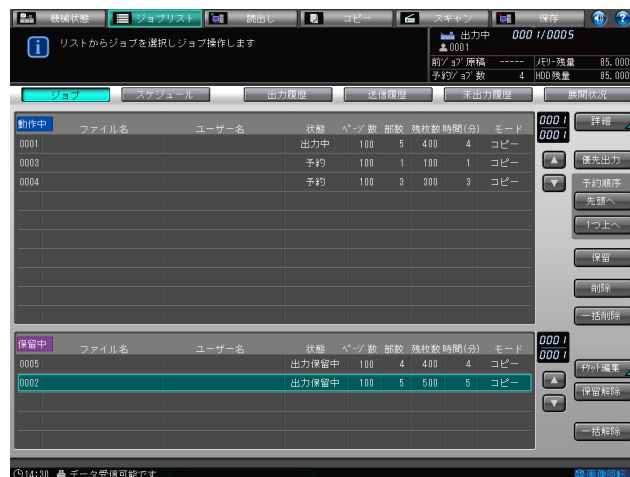 機械状態 ジョブリスト 読出し コピー スキャン 保存 ?
i リストからジョブを選択しジョブ操作します
出力中 0001/0005
0001
前ジョブ原稿 ----- ﾒﾓﾘｰ残量 85.000
予約ジョブ数 4 HDD残量 85.000
ジョブ スケジュール 出力履歴 送信履歴 未出力履歴 展開状況
動作中 ファイル名 ユーザー名 状態 ﾍﾟｰｼﾞ数 部数 残枚数 時間(分) モード
0001
0001
詳細
0001 出力中 100 5 400 4 コピー
0003 予約 100 1 100 1 コピー
0004 予約 100 3 300 3 コピー
優先出力
予約順序
先頭へ
1つ上へ
保留
削除
一括削除
保留中 ファイル名 ユーザー名 状態 ﾍﾟｰｼﾞ数 部数 残枚数 時間(分) モード
0001
0001
0005 出力保留中 100 4 400 4 コピー
0002 出力保留中 100 5 500 5 コピー
ﾁｹｯﾄ編集
保留解除
一括解除
14:30 データ受信可能です 画像回転